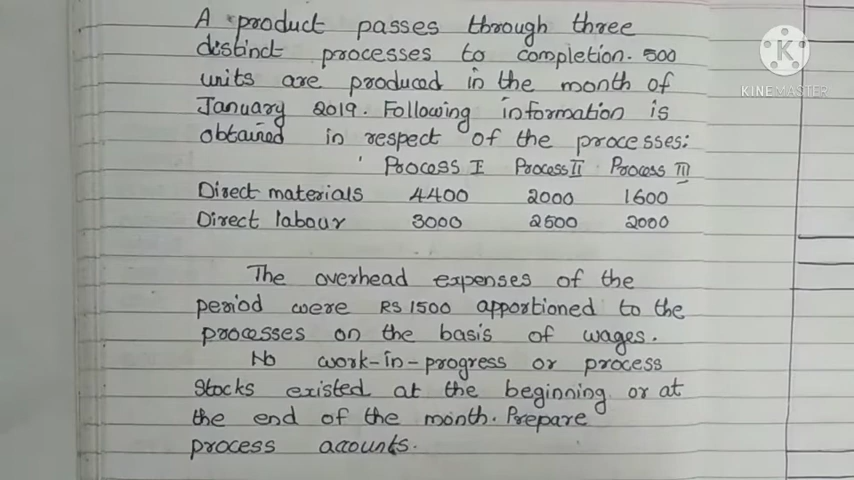 A product passes through three
distinct processes to completion. 500
units are produced in the month of
January 2019. Following information is
obtained in respect of the processes:
Process I Process II Process III
Direct materials 4400 2000 1600
Direct labour 3000 2500 2000
The overhead expenses of the
period were RS 1500 apportioned to the
processes on the basis of wages.
No work-in-progress or process
stocks existed at the beginning or at
the end of the month. Prepare
process accounts.
K
KINEMASTER